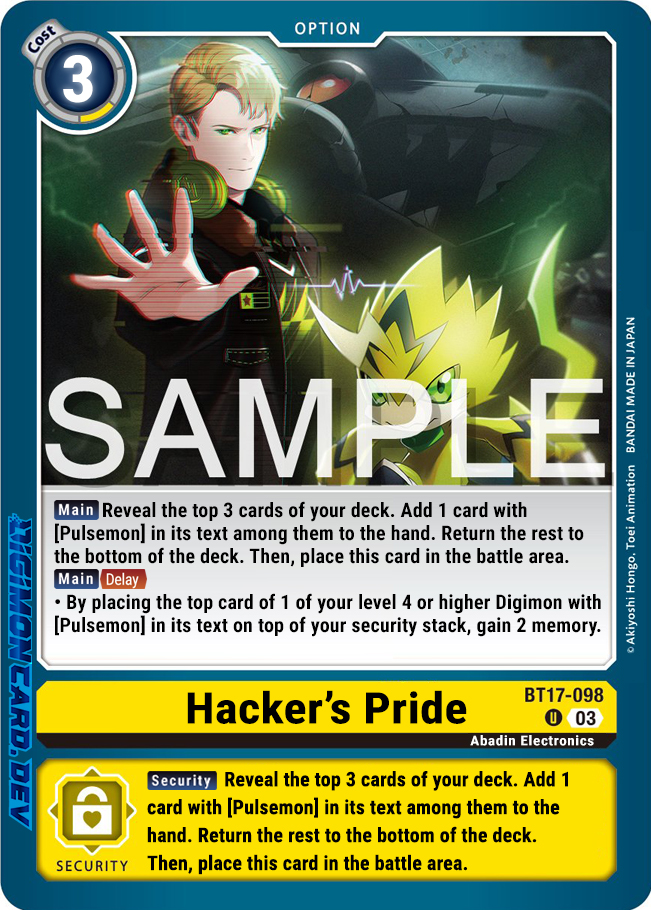 OPTION
Cost
3
SAMPLE
Main Reveal the top 3 cards of your deck. Add 1 card with
[Pulsemon] in its text among them to the hand. Return the rest to
the bottom of the deck. Then, place this card in the battle area.
Main Delay
• By placing the top card of 1 of your level 4 or higher Digimon with
[Pulsemon] in its text on top of your security stack, gain 2 memory.
© Akiyoshi Hongo, Toei Animation BANDAI MADE IN JAPAN
DIGIMONCARD.DEV
Hacker's Pride
BT17-098
U 03
Abadin Electronics
Security Reveal the top 3 cards of your deck. Add 1
card with [Pulsemon] in its text among them to the
hand. Return the rest to the bottom of the deck.
Then, place this card in the battle area.
SECURITY